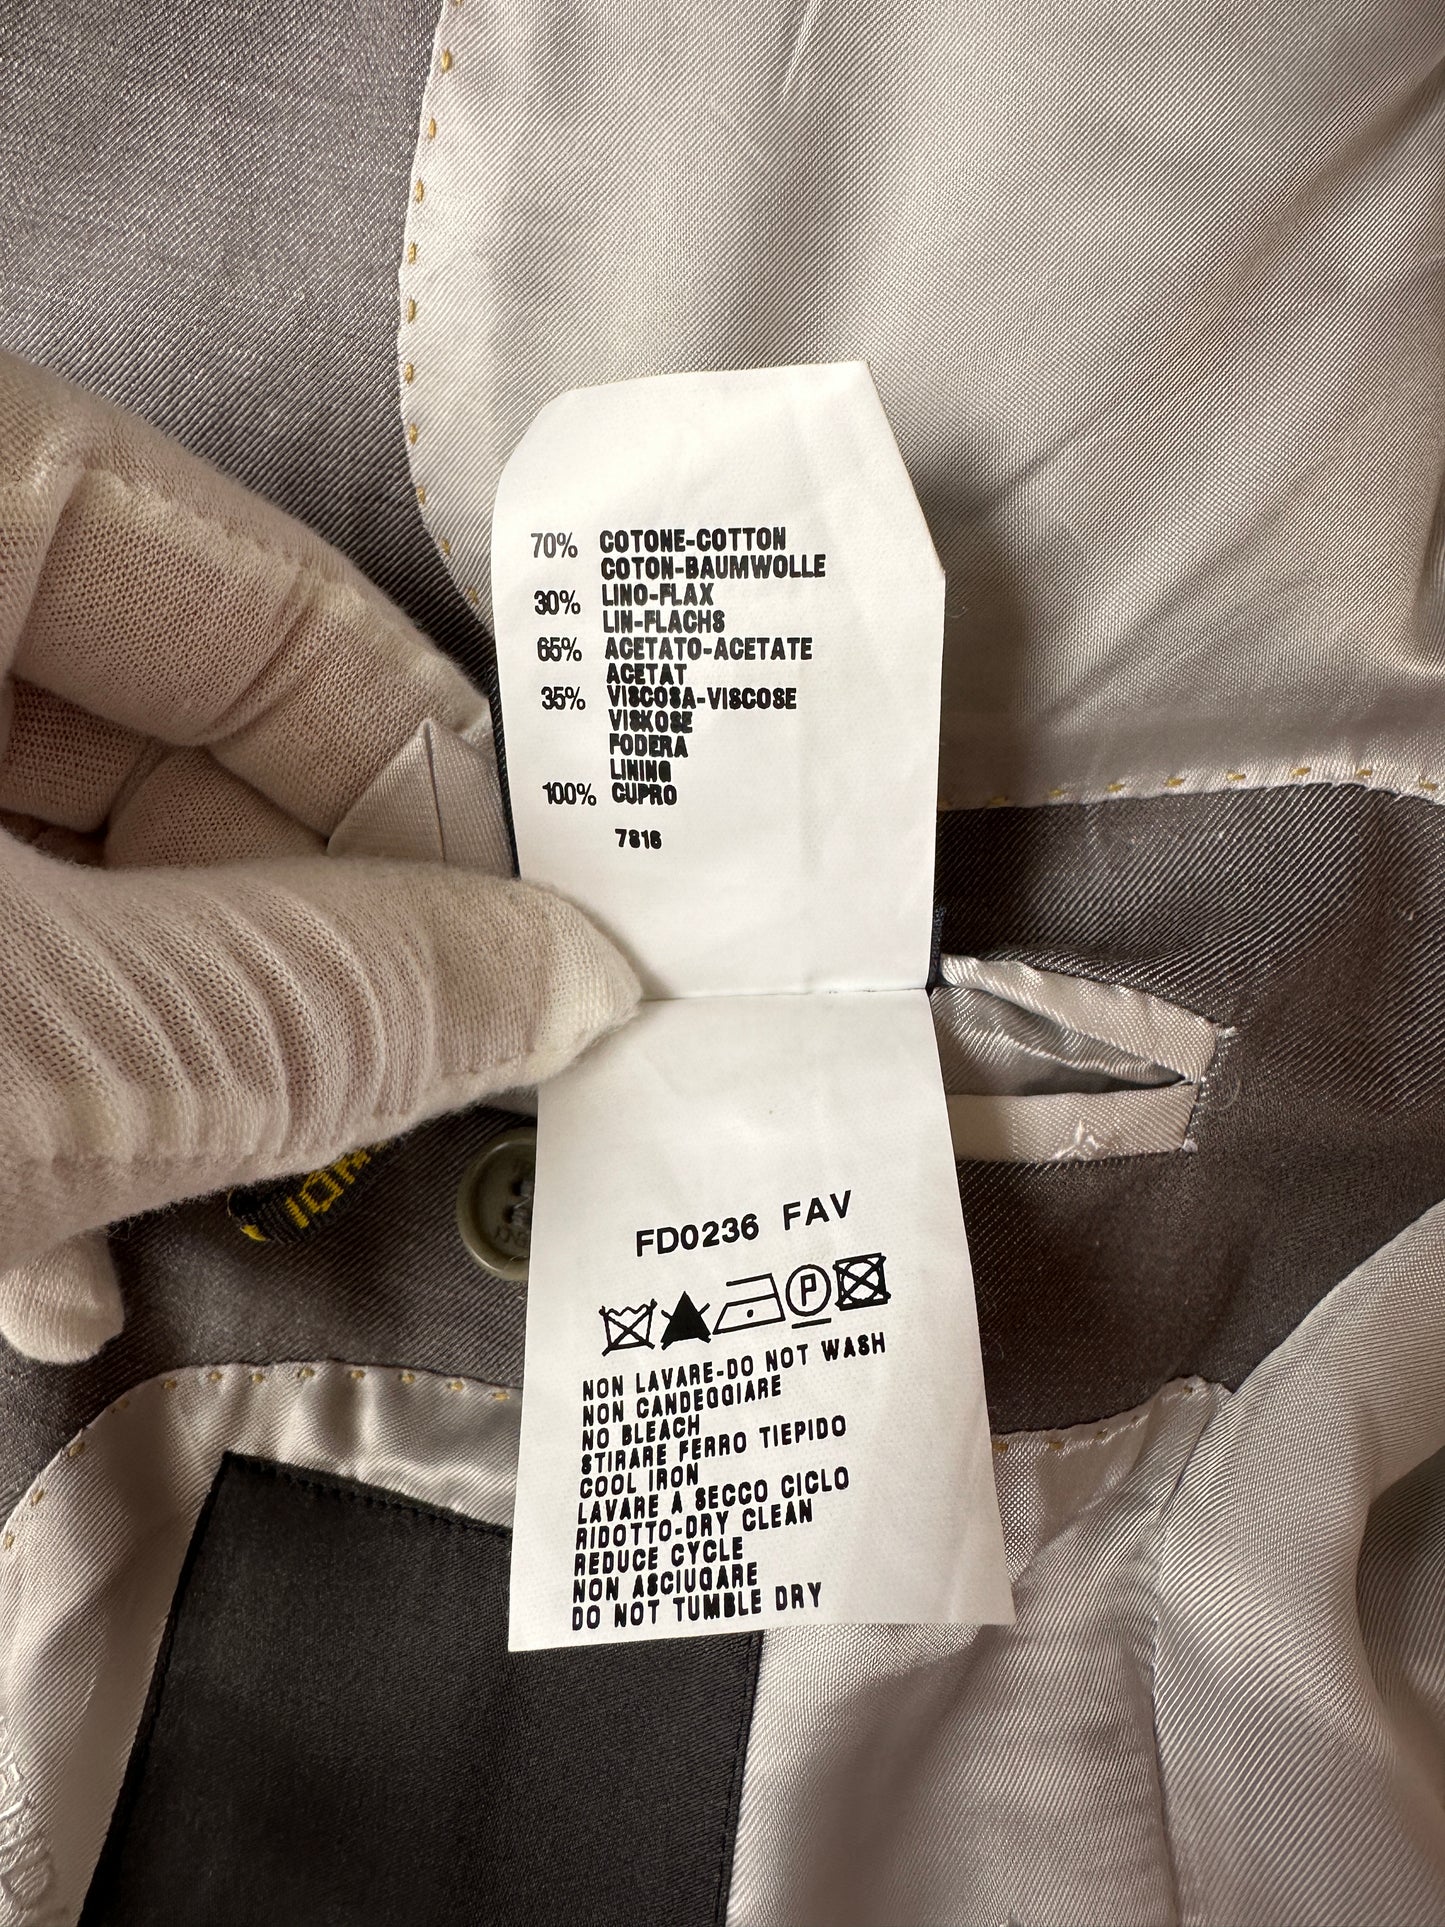 70% COTONE-COTTON
COTON-BAUMWOLLE
30% LINO-FLAX
LIN-FLACHS
65% ACETATO-ACETATE
ACETAT
35% VISCOSA-VISCOSE
VISKOSE
FODERA
LINING
100% CUPRO
7816
FD0236 FAV
P
NON LAVARE-DO NOT WASH
NON CANDEGGIARE
NO BLEACH
STIRARE FERRO TIEPIDO
COOL IRON
LAVARE A SECCO CICLO
RIDOTTO-DRY CLEAN
REDUCE CYCLE
NON ASCIUGARE
DO NOT TUMBLE DRY